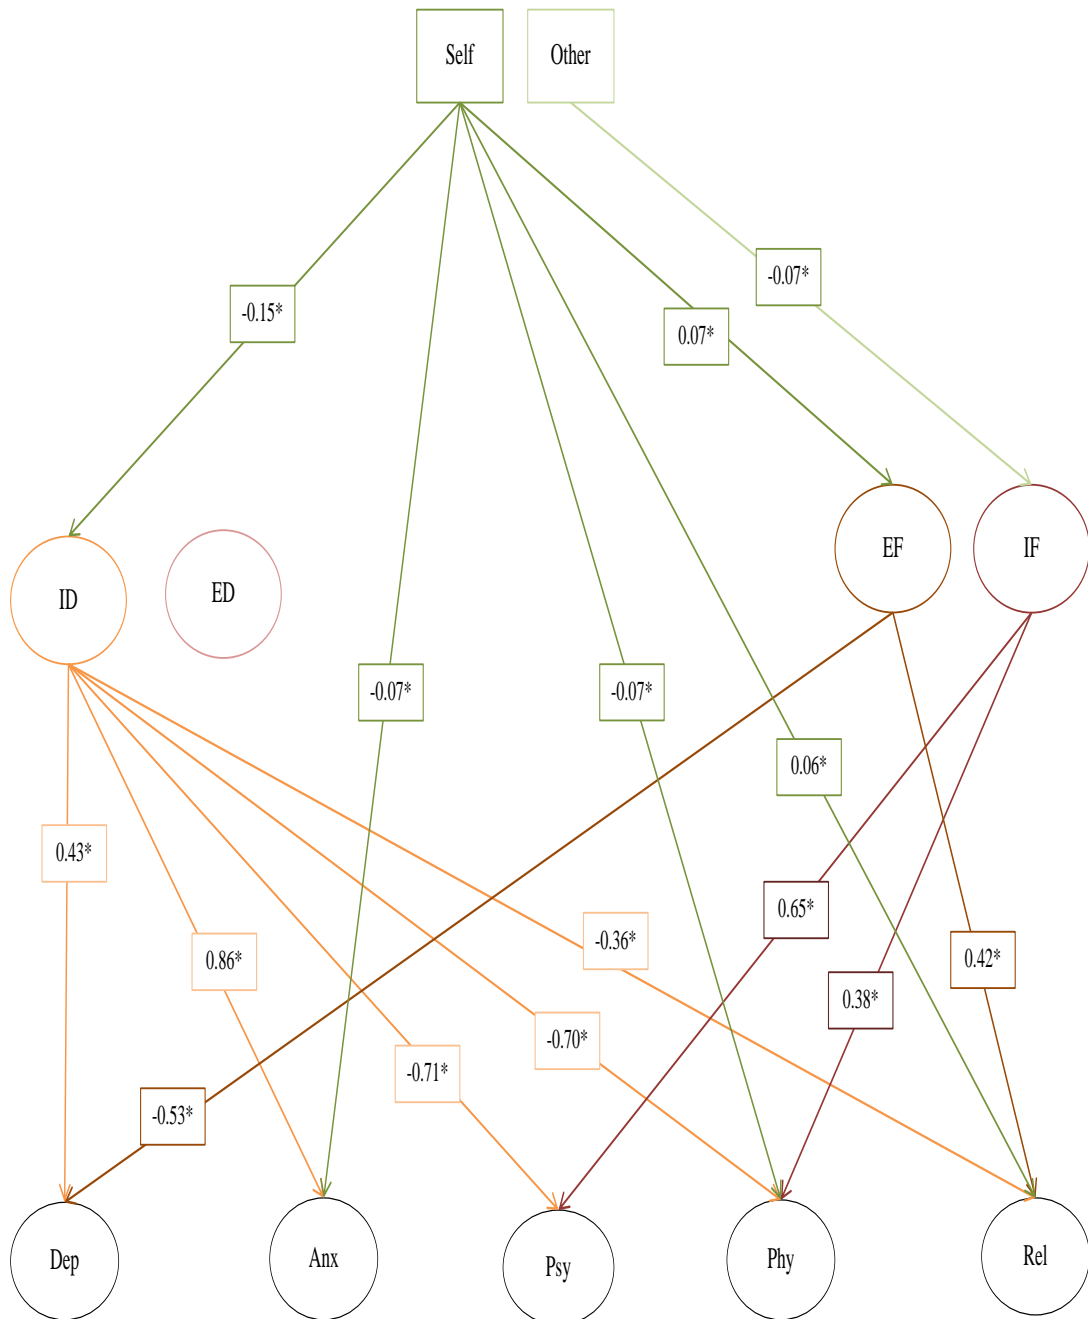 Self
Other
-0.07*
-0.15*
0.07*
EF
IF
ID
ED
-0.07*
-0.07*
0.06*
0.43*
0.65*
-0.36*
0.86*
0.42*
0.38*
-0.70*
-0.71*
-0.53*
Dep
Anx
Psy
Phy
Rel